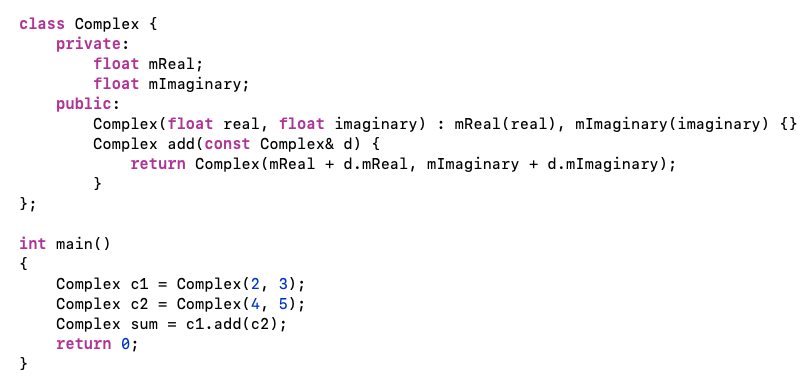 class Complex {
    private:
        float mReal;
        float mImaginary;
    public:
        Complex(float real, float imaginary) : mReal(real), mImaginary(imaginary) {}
        Complex add(const Complex& d) {
            return Complex(mReal + d.mReal, mImaginary + d.mImaginary);
        }
};

int main()
{
    Complex c1 = Complex(2, 3);
    Complex c2 = Complex(4, 5);
    Complex sum = c1.add(c2);
    return 0;
}